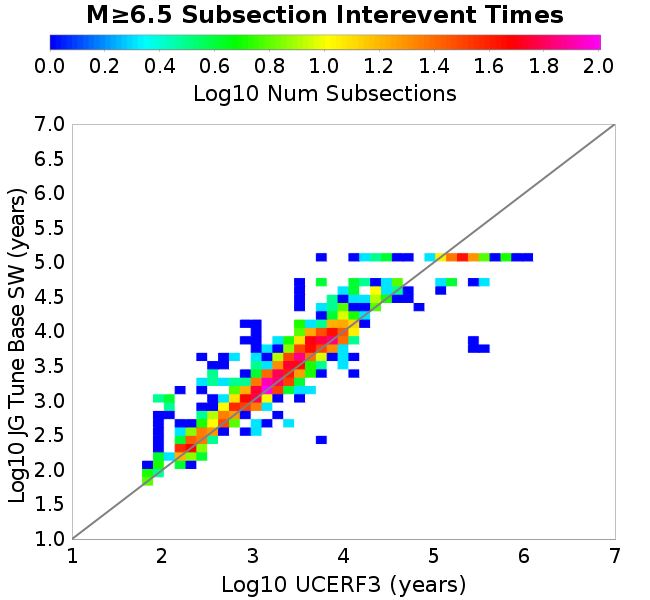 M≥6.5 Subsection Interevent Times
0.0 0.2 0.4 0.6 0.8 1.0 1.2 1.4 1.6 1.8 2.0
Log10 Num Subsections
Log10 JG Tune Base SW (years)
7.0
6.5
6.0
5.5
5.0
4.5
4.0
3.5
3.0
2.5
2.0
1.5
1.0
1 2 3 4 5 6 7
Log10 UCERF3 (years)